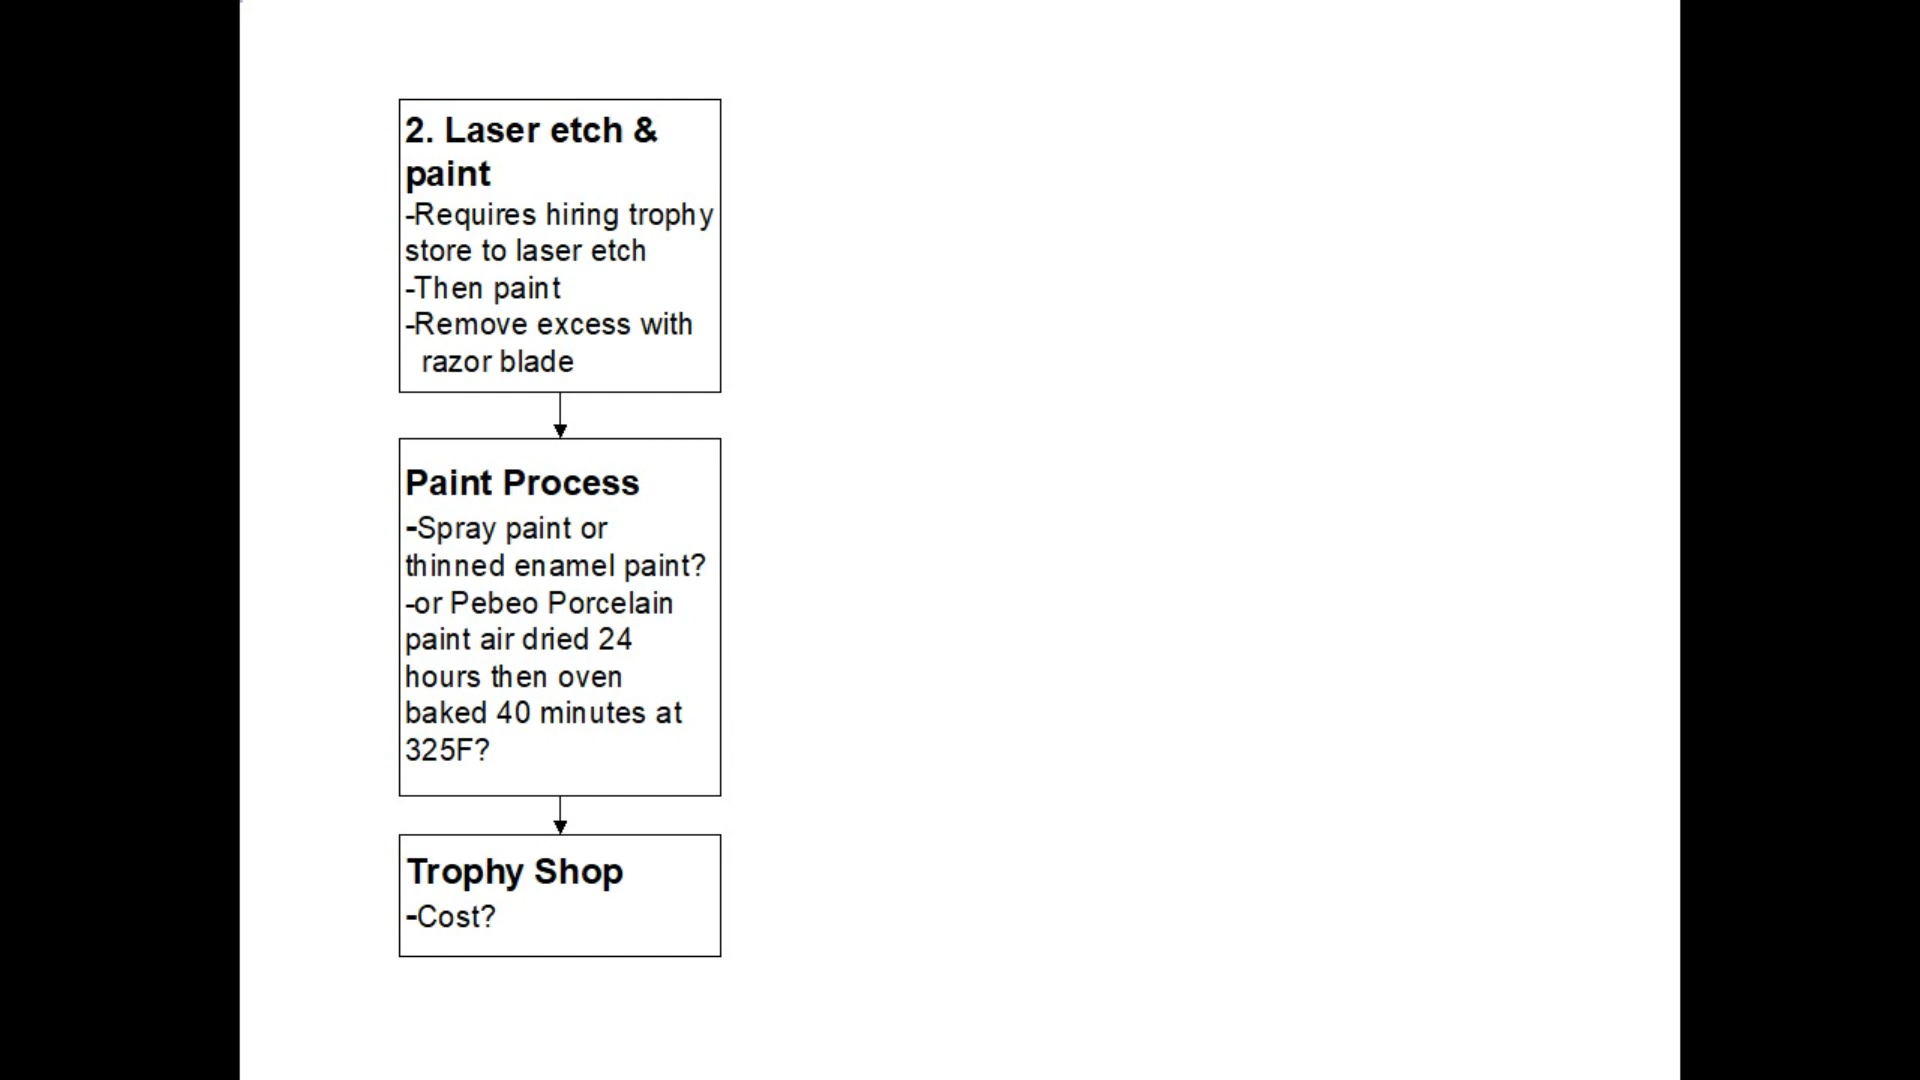 2. Laser etch &
paint
-Requires hiring trophy
store to laser etch
-Then paint
-Remove excess with
razor blade
Paint Process
-Spray paint or
thinned enamel paint?
-or Pebeo Porcelain
paint air dried 24
hours then oven
baked 40 minutes at
325F?
Trophy Shop
-Cost?